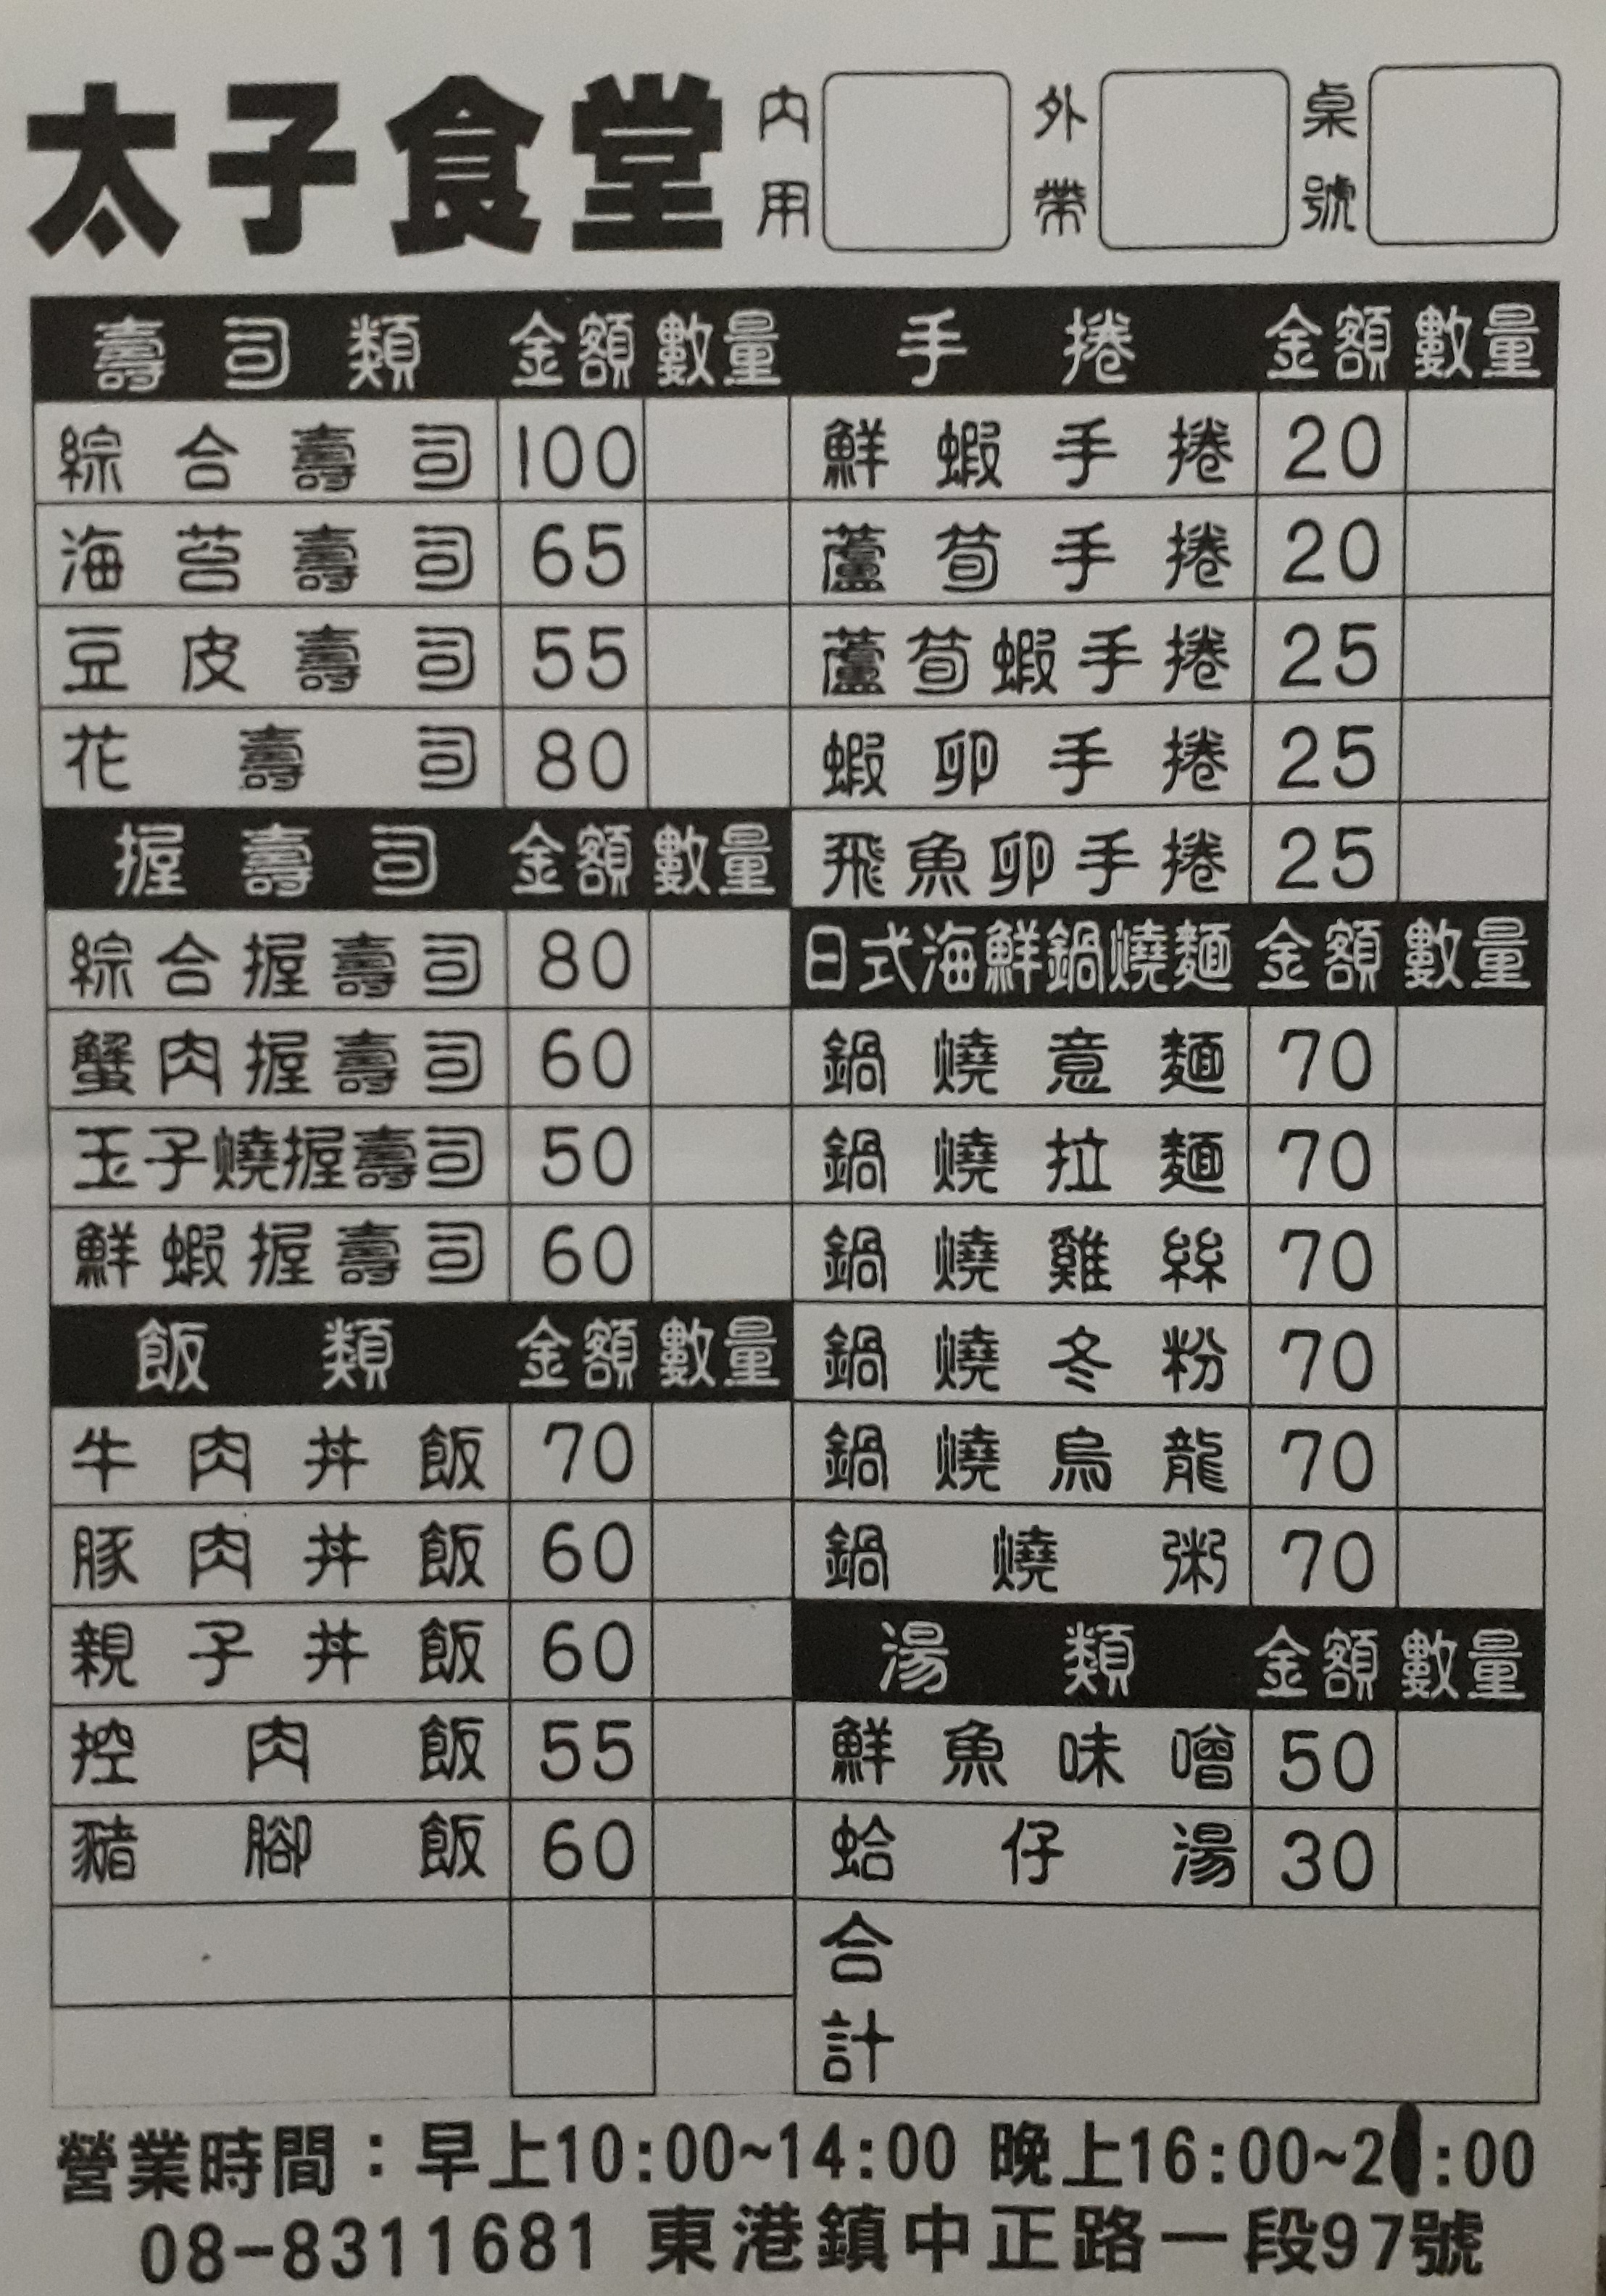 太子食堂 內用 外帶 桌號
壽司類 金額 數量
綜合壽司 100
海苔壽司 65
豆皮壽司 55
花壽司 80
握壽司 金額 數量
綜合握壽司 80
蟹肉握壽司 60
玉子燒握壽司 50
鮮蝦握壽司 60
飯類 金額 數量
牛肉丼飯 70
豚肉丼飯 60
親子丼飯 60
控肉飯 55
豬腳飯 60
手捲 金額 數量
鮮蝦手捲 20
蘆筍手捲 20
蘆筍蝦手捲 25
蝦卵手捲 25
飛魚卵手捲 25
日式海鮮鍋燒麵 金額 數量
鍋燒意麵 70
鍋燒拉麵 70
鍋燒雞絲 70
鍋燒冬粉 70
鍋燒烏龍 70
鍋燒粥 70
湯類 金額 數量
鮮魚味噌 50
蛤仔湯 30
合計
營業時間：早上10:00~14:00 晚上16:00~20:00
08-8311681 東港鎮中正路一段97號